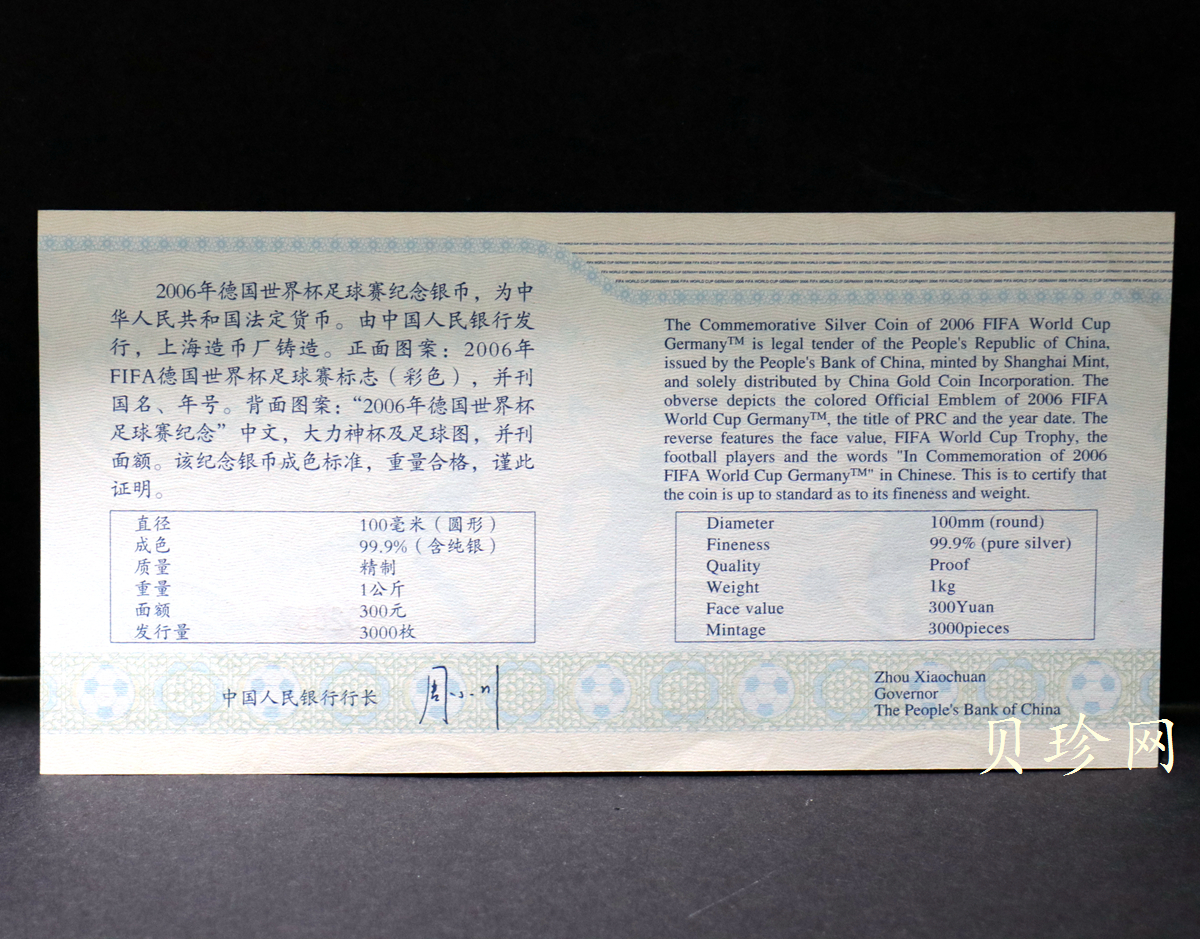 2006年德国世界杯足球赛纪念银币，为中
华人民共和国法定货币。由中国人民银行发
行，上海造币厂铸造。正面图案：2006年
FIFA德国世界杯足球赛标志（彩色），并刊
国名、年号。背面图案：“2006年德国世界杯
足球赛纪念”中文，大力神杯及足球图，并刊
面额。该纪念银币成色标准，重量合格，谨此
证明。
直径 100毫米（圆形）
成色 99.9%（含纯银）
质量 精制
重量 1公斤
面额 300元
发行量 3000枚
中国人民银行行长 周小川
The Commemorative Silver Coin of 2006 FIFA World Cup
Germany™ is legal tender of the People's Republic of China,
issued by the People's Bank of China, minted by Shanghai Mint,
and solely distributed by China Gold Coin Incorporation. The
obverse depicts the colored Official Emblem of 2006 FIFA
World Cup Germany™, the title of PRC and the year date. The
reverse features the face value, FIFA World Cup Trophy, the
football players and the words "In Commemoration of 2006
FIFA World Cup Germany™" in Chinese. This is to certify that
the coin is up to standard as to its fineness and weight.
Diameter 100mm (round)
Fineness 99.9% (pure silver)
Quality Proof
Weight 1kg
Face value 300Yuan
Mintage 3000pieces
Zhou Xiaochuan
Governor
The People's Bank of China
贝珍网